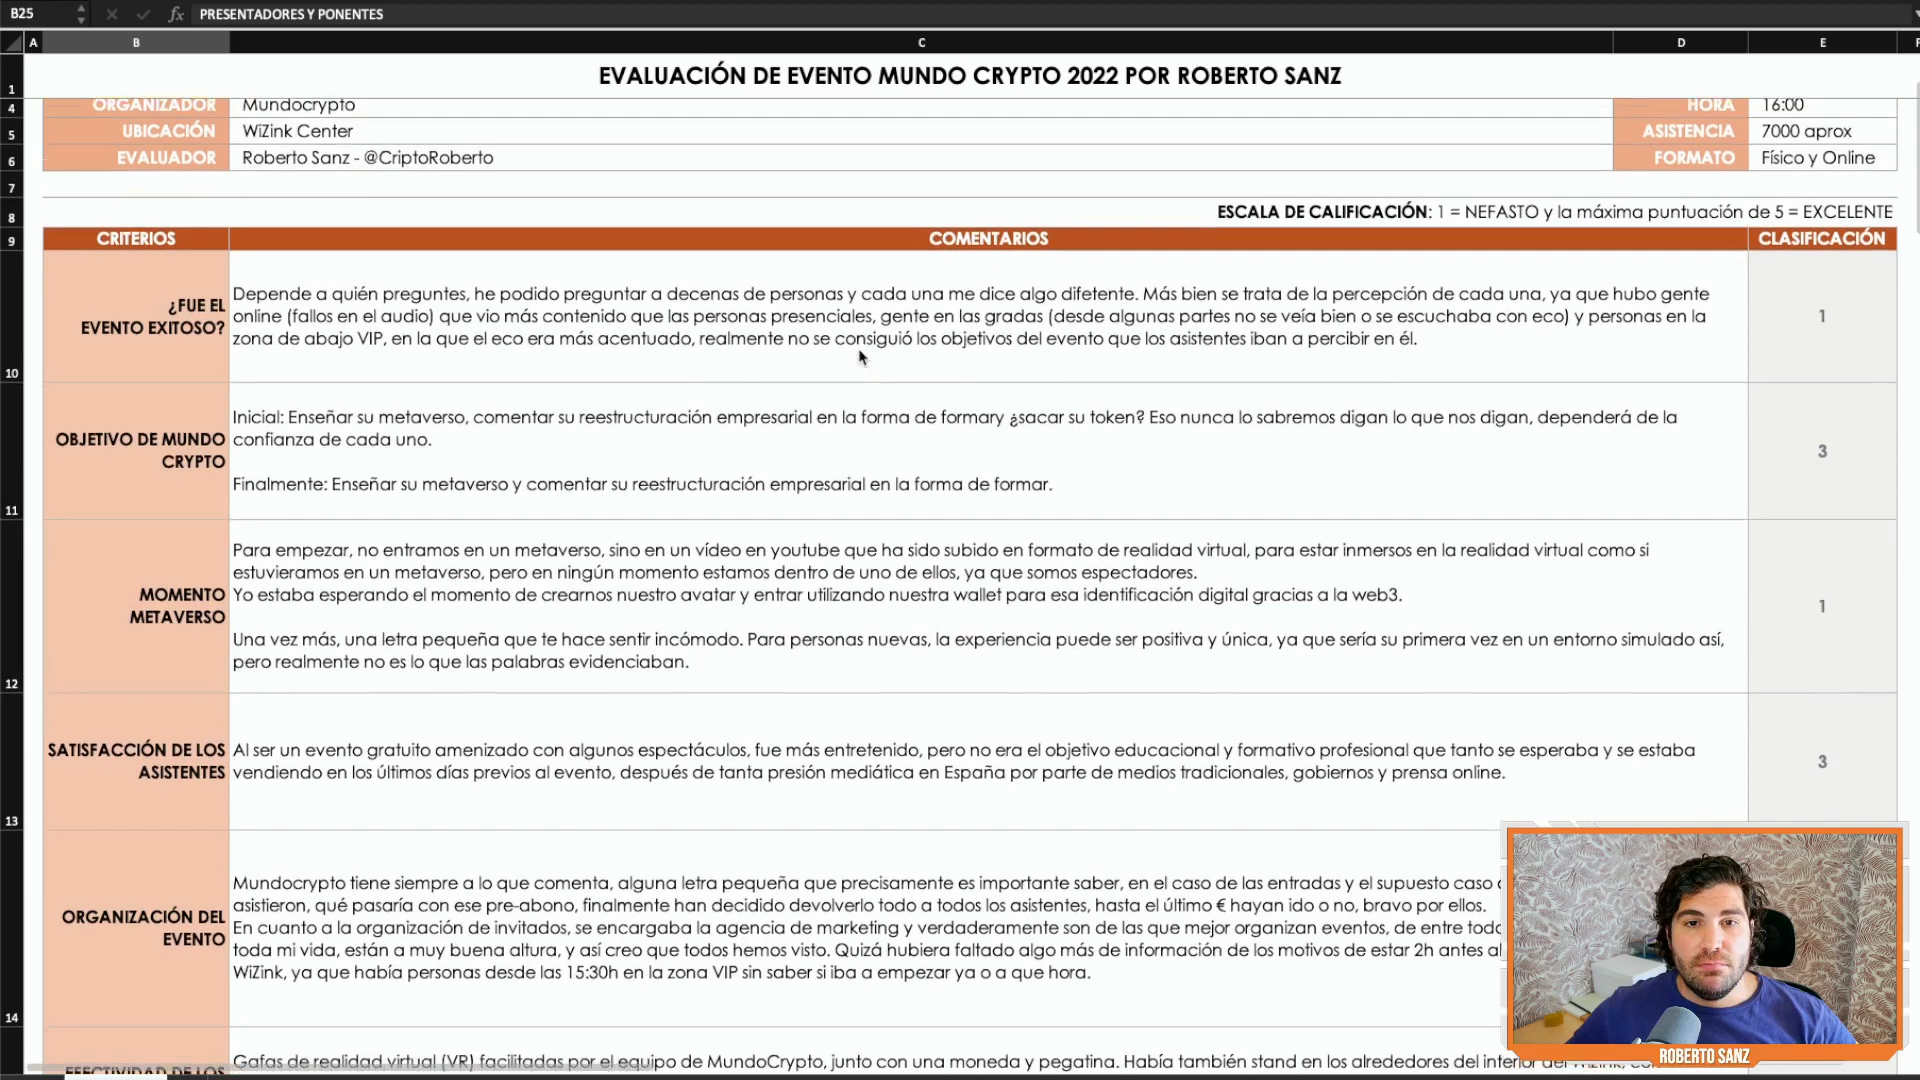 B25
fx PRESENTADORES Y PONENTES
A B C D E F
1 EVALUACIÓN DE EVENTO MUNDO CRYPTO 2022 POR ROBERTO SANZ
4 ORGANIZADOR Mundocrypto HORA 16:00
5 UBICACIÓN WiZink Center ASISTENCIA 7000 aprox
6 EVALUADOR Roberto Sanz - @CriptoRoberto FORMATO Físico y Online
7
8 ESCALA DE CALIFICACIÓN: 1 = NEFASTO y la máxima puntuación de 5 = EXCELENTE
9 CRITERIOS COMENTARIOS CLASIFICACIÓN
¿FUE EL
EVENTO EXITOSO?
Depende a quién preguntes, he podido preguntar a decenas de personas y cada una me dice algo difetente. Más bien se trata de la percepción de cada una, ya que hubo gente
online (fallos en el audio) que vio más contenido que las personas presenciales, gente en las gradas (desde algunas partes no se veía bien o se escuchaba con eco) y personas en la
zona de abajo VIP, en la que el eco era más acentuado, realmente no se consiguió los objetivos del evento que los asistentes iban a percibir en él.
1
10
OBJETIVO DE MUNDO
CRYPTO
Inicial: Enseñar su metaverso, comentar su reestructuración empresarial en la forma de formary ¿sacar su token? Eso nunca lo sabremos digan lo que nos digan, dependerá de la
confianza de cada uno.
Finalmente: Enseñar su metaverso y comentar su reestructuración empresarial en la forma de formar.
3
11
MOMENTO
METAVERSO
Para empezar, no entramos en un metaverso, sino en un vídeo en youtube que ha sido subido en formato de realidad virtual, para estar inmersos en la realidad virtual como si
estuvieramos en un metaverso, pero en ningún momento estamos dentro de uno de ellos, ya que somos espectadores.
Yo estaba esperando el momento de crearnos nuestro avatar y entrar utilizando nuestra wallet para esa identificación digital gracias a la web3.
Una vez más, una letra pequeña que te hace sentir incómodo. Para personas nuevas, la experiencia puede ser positiva y única, ya que sería su primera vez en un entorno simulado así,
pero realmente no es lo que las palabras evidenciaban.
1
12
SATISFACCIÓN DE LOS
ASISTENTES
Al ser un evento gratuito amenizado con algunos espectáculos, fue más entretenido, pero no era el objetivo educacional y formativo profesional que tanto se esperaba y se estaba
vendiendo en los últimos días previos al evento, después de tanta presión mediática en España por parte de medios tradicionales, gobiernos y prensa online.
3
13
ORGANIZACIÓN DEL
EVENTO
Mundocrypto tiene siempre a lo que comenta, alguna letra pequeña que precisamente es importante saber, en el caso de las entradas y el supuesto caso
asistieron, qué pasaría con ese pre-abono, finalmente han decidido devolverlo todo a todos los asistentes, hasta el último € hayan ido o no, bravo por ellos.
En cuanto a la organización de invitados, se encargaba la agencia de marketing y verdaderamente son de las que mejor organizan eventos, de entre
toda mi vida, están a muy buena altura, y así creo que todos hemos visto. Quizá hubiera faltado algo más de información de los motivos de estar 2h antes al
WiZink, ya que había personas desde las 15:30h en la zona VIP sin saber si iba a empezar ya o a que hora.
14
EFECTIVIDAD DE LOS
Gafas de realidad virtual (VR) facilitadas por el equipo de MundoCrypto, junto con una moneda y pegatina. Había también stand en los alrededores del interior del
ROBERTO SANZ